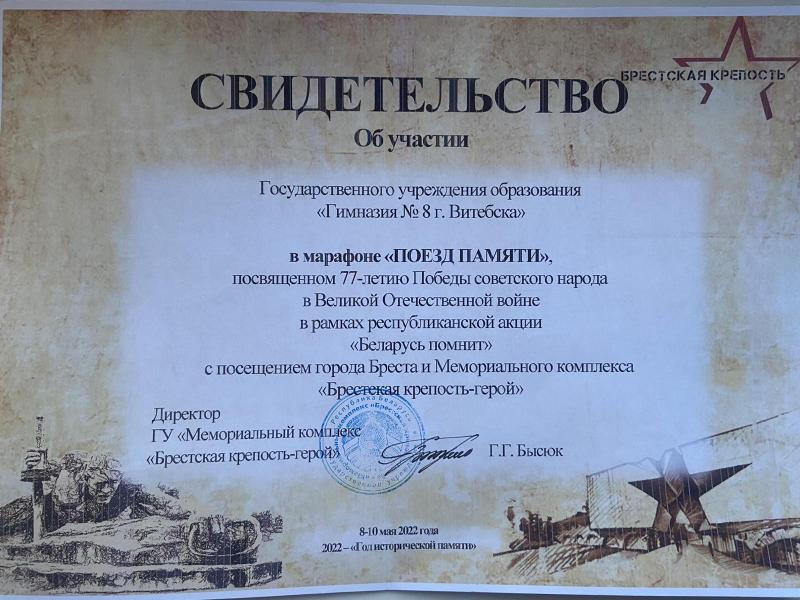 БРЕСТСКАЯ КРЕПОСТЬ
СВИДЕТЕЛЬСТВО
Об участии
Государственного учреждения образования
«Гимназия № 8 г. Витебска»
в марафоне «ПОЕЗД ПАМЯТИ»,
посвященном 77-летию Победы советского народа
в Великой Отечественной войне
в рамках республиканской акции
«Беларусь помнит»
с посещением города Бреста и Мемориального комплекса
«Брестская крепость-герой»
Директор
ГУ «Мемориальный комплекс
«Брестская крепость-герой»
Г.Г. Бысюк
Республика Беларусь
8-10 мая 2022 года
2022 – «Год исторической памяти»